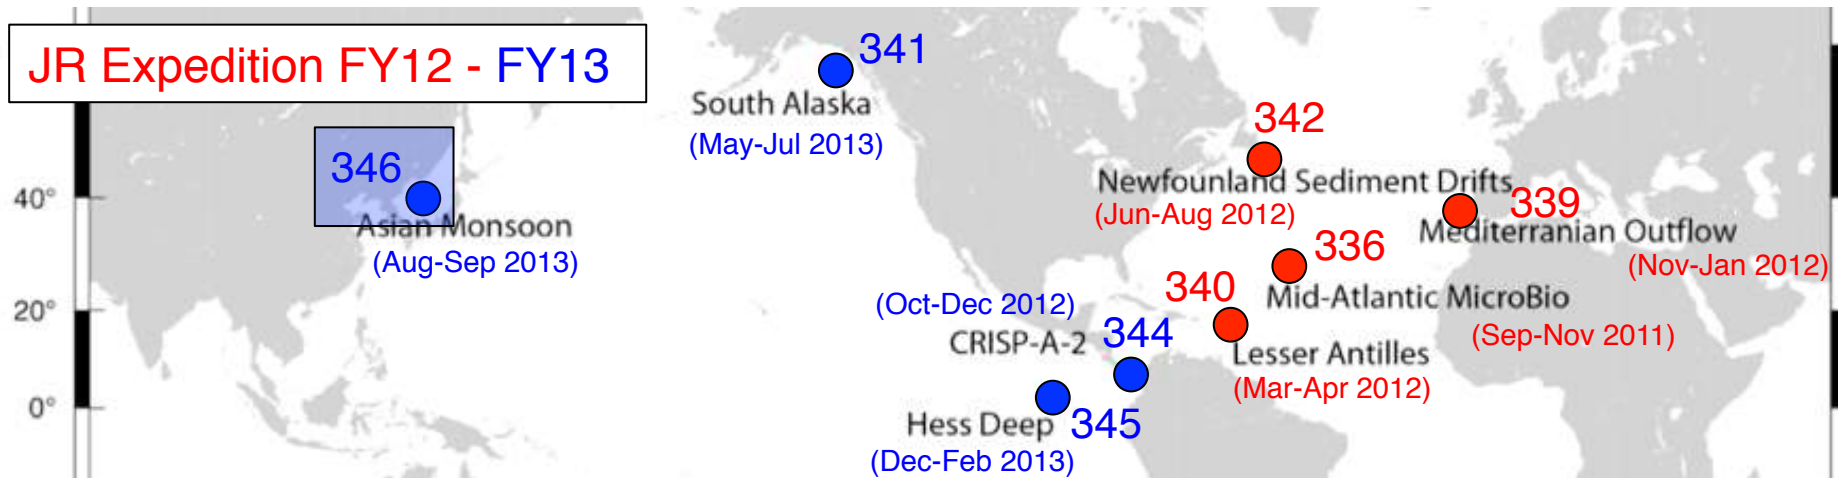 JR Expedition FY12 - FY13
341
South Alaska
(May-Jul 2013)
342
Newfounland Sediment Drifts
(Jun-Aug 2012)
346
Asian Monsoon
(Aug-Sep 2013)
339
Mediterranian Outflow
(Nov-Jan 2012)
336
Mid-Atlantic MicroBio
(Sep-Nov 2011)
340
Lesser Antilles
(Mar-Apr 2012)
(Oct-Dec 2012)
CRISP-A-2
344
Hess Deep
345
(Dec-Feb 2013)
40°
20°
0°